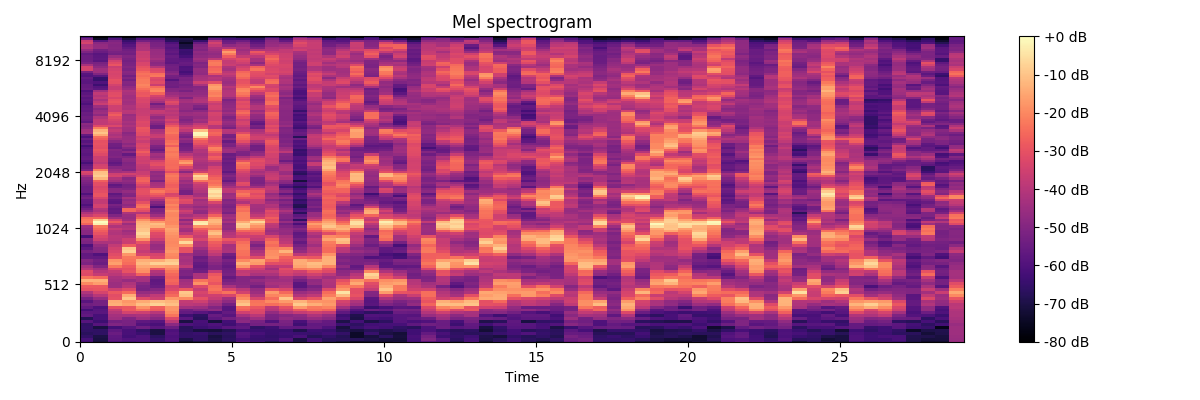 Mel spectrogram
+0 dB
8192
-10 dB
4096
-20 dB
-30 dB
2048
Hz
-40 dB
1024
-50 dB
512
-60 dB
-70 dB
0
-80 dB
0 5 10 15 20 25
Time